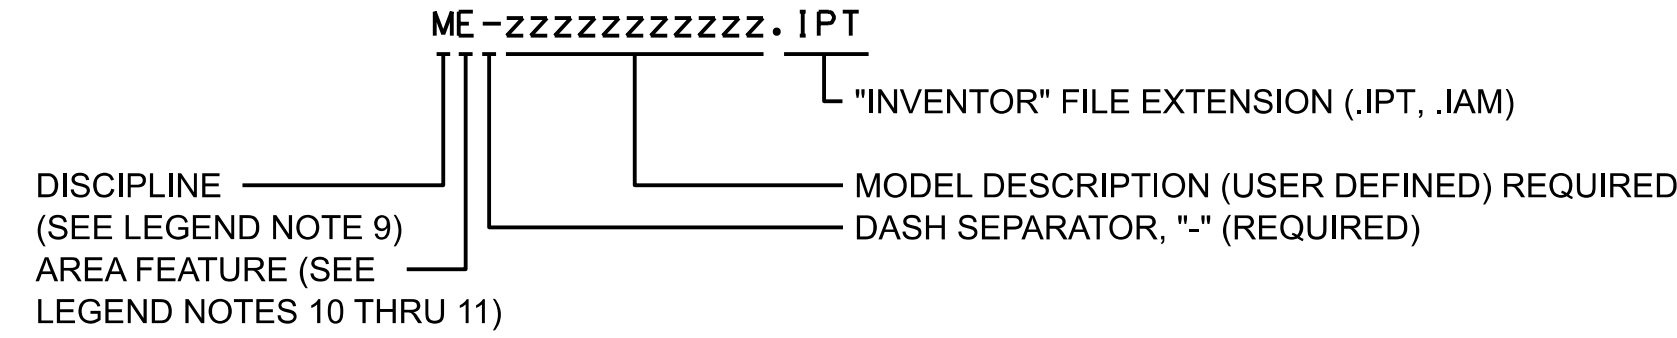 ME-zzzzzzzzzzz.IPT
"INVENTOR" FILE EXTENSION (.IPT, .IAM)
DISCIPLINE
(SEE LEGEND NOTE 9)
AREA FEATURE (SEE
LEGEND NOTES 10 THRU 11)
MODEL DESCRIPTION (USER DEFINED) REQUIRED
DASH SEPARATOR, "-" (REQUIRED)